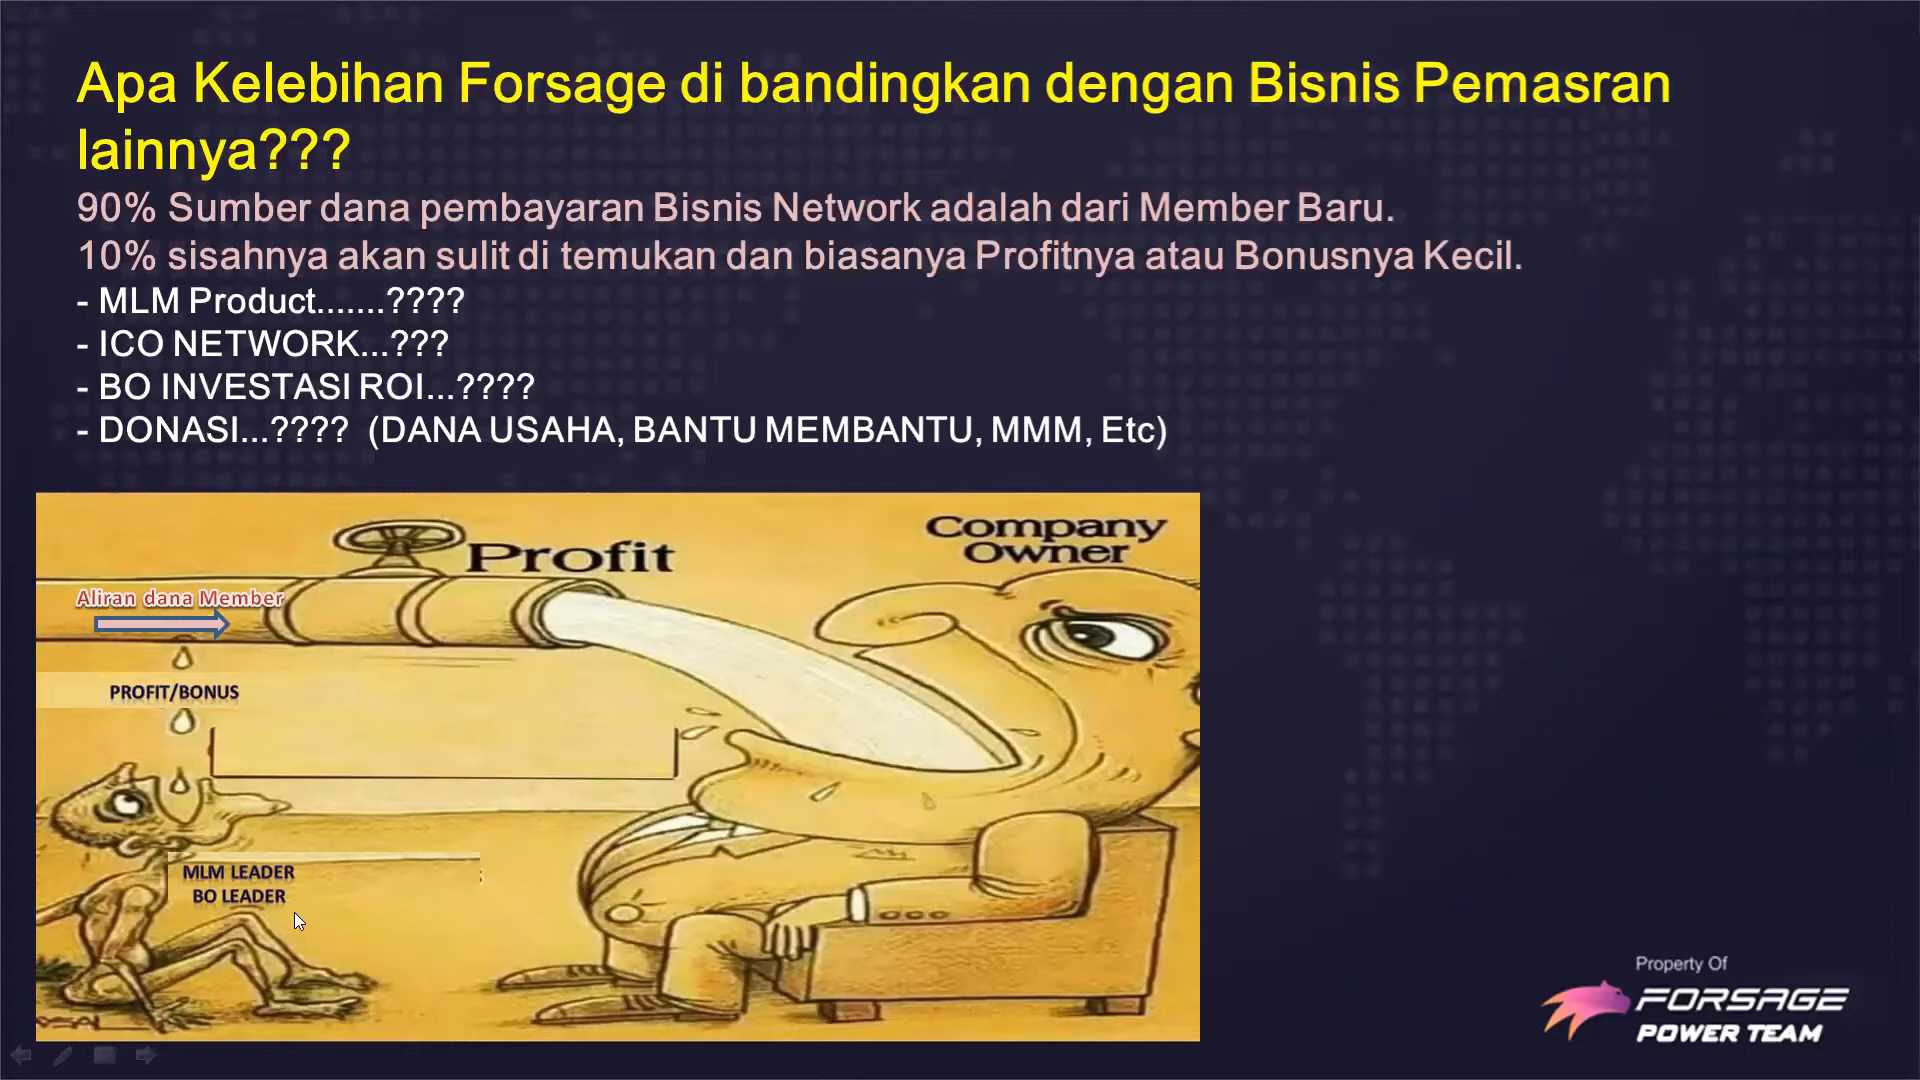 Apa Kelebihan Forsage di bandingkan dengan Bisnis Pemasran
lainnya???
90% Sumber dana pembayaran Bisnis Network adalah dari Member Baru.
10% sisahnya akan sulit di temukan dan biasanya Profitnya atau Bonusnya Kecil.
- MLM Product.......????
- ICO NETWORK...???
- BO INVESTASI ROI...????
- DONASI...???? (DANA USAHA, BANTU MEMBANTU, MMM, Etc)
Company
Owner
Profit
Aliran dana Member
PROFIT/BONUS
MLM LEADER
BO LEADER
Property Of
FORSAGE
POWER TEAM